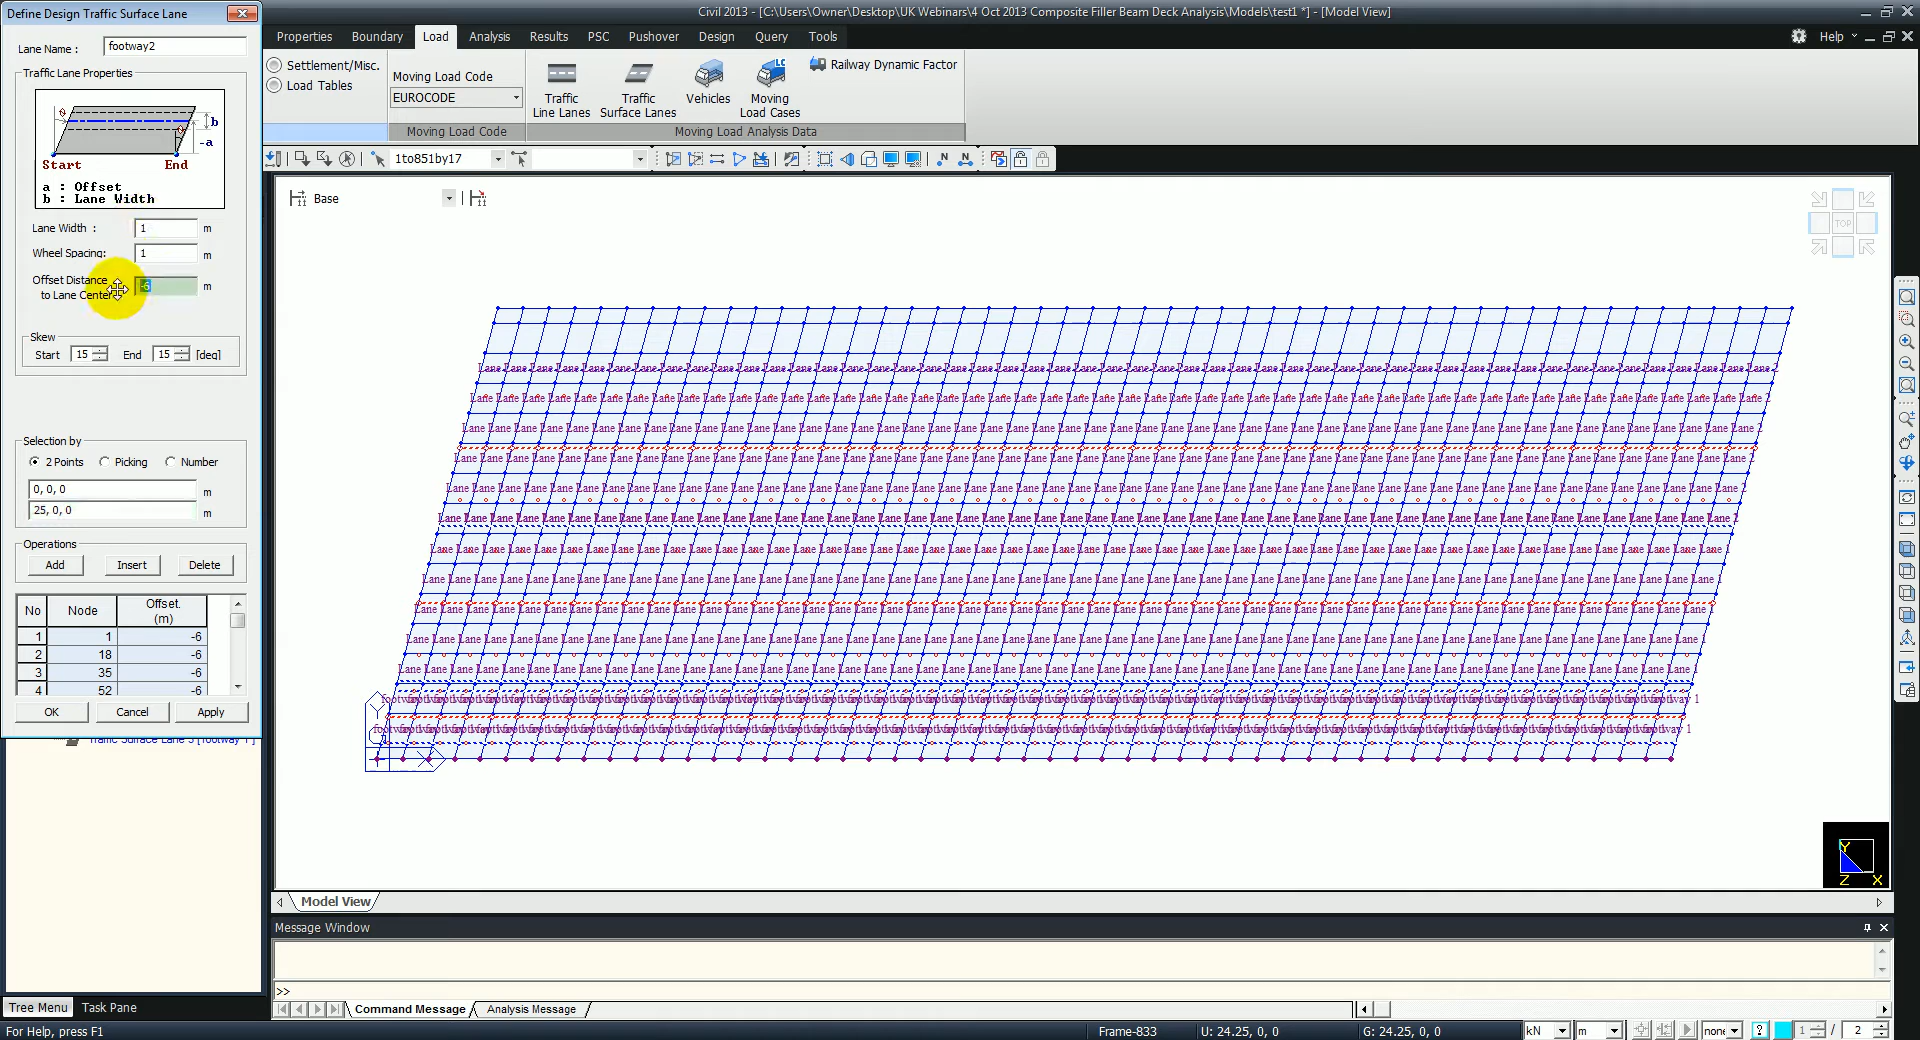 Define Design Traffic Surface Lane
Civil 2013 - [C:\Users\Owner\Desktop\UK Webinars\4 Oct 2013 Composite Filler Beam Deck Analysis\Models\test1 *] - [Model View]
Properties Boundary Load Analysis Results PSC Pushover Design Query Tools
Help
Lane Name : footway2
Traffic Lane Properties
Start End
a : Offset
b : Lane Width
b
-a
Lane Width : 1 m
Wheel Spacing: 1 m
Offset Distance
to Lane Center -6 m
Skew
Start 15 End 15 [deg]
Selection by
2 Points Picking Number
0, 0, 0 m
25, 0, 0 m
Operations
Add Insert Delete
No Node Offset.
(m)
1 1 -6
2 18 -6
3 35 -6
4 52 -6
OK Cancel Apply
Traffic Surface Lane 3 [footway 1]
Tree Menu Task Pane
For Help, press F1
Settlement/Misc.
Load Tables
Moving Load Code
EUROCODE
Moving Load Code
Traffic
Line Lanes
Traffic
Surface Lanes
Vehicles
Moving
Load Cases
Railway Dynamic Factor
Moving Load Analysis Data
1to851by17
N N
Base
TOP
Y
X
Y
Z X
Model View
Message Window
>>
Command Message Analysis Message
Frame-833 U: 24.25, 0, 0 G: 24.25, 0, 0 kN m none ? 1 / 2